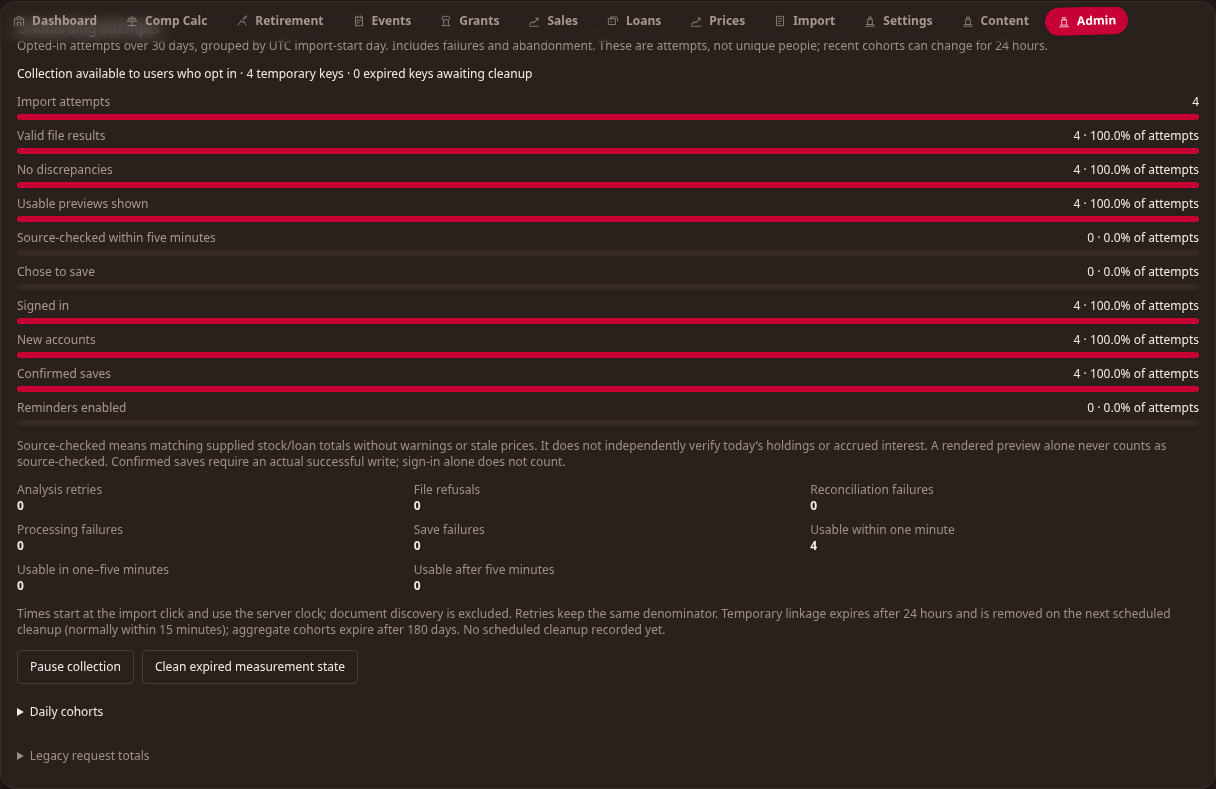 Dashboard Comp Calc Retirement Events Grants Sales Loans Prices Import Settings Content Admin
Onboarding attempts
Opted-in attempts over 30 days, grouped by UTC import-start day. Includes failures and abandonment. These are attempts, not unique people; recent cohorts can change for 24 hours.
Collection available to users who opt in · 4 temporary keys · 0 expired keys awaiting cleanup
Import attempts 4
Valid file results 4 · 100.0% of attempts
No discrepancies 4 · 100.0% of attempts
Usable previews shown 4 · 100.0% of attempts
Source-checked within five minutes 0 · 0.0% of attempts
Chose to save 0 · 0.0% of attempts
Signed in 4 · 100.0% of attempts
New accounts 4 · 100.0% of attempts
Confirmed saves 4 · 100.0% of attempts
Reminders enabled 0 · 0.0% of attempts
Source-checked means matching supplied stock/loan totals without warnings or stale prices. It does not independently verify today's holdings or accrued interest. A rendered preview alone never counts as
source-checked. Confirmed saves require an actual successful write; sign-in alone does not count.
Analysis retries File refusals Reconciliation failures
0 0 0
Processing failures Save failures Usable within one minute
0 0 4
Usable in one–five minutes Usable after five minutes
0 0
Times start at the import click and use the server clock; document discovery is excluded. Retries keep the same denominator. Temporary linkage expires after 24 hours and is removed on the next scheduled
cleanup (normally within 15 minutes); aggregate cohorts expire after 180 days. No scheduled cleanup recorded yet.
Pause collection Clean expired measurement state
Daily cohorts
Legacy request totals